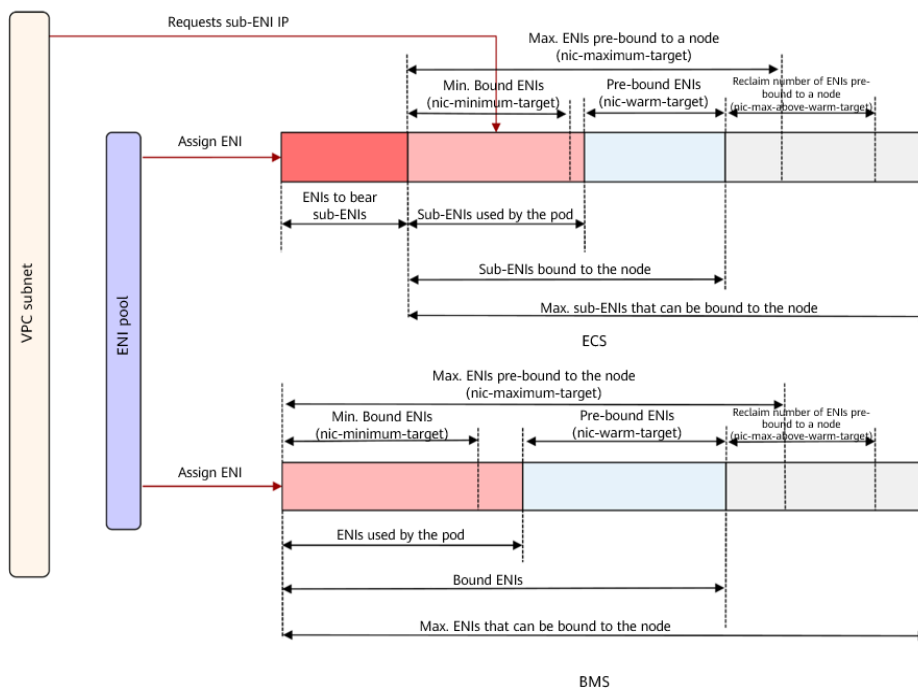 Requests sub-ENI IP
Max. ENIs pre-bound to a node
(nic-maximum-target)
Min. Bound ENIs
(nic-minimum-target)
Pre-bound ENIs
(nic-warm-target)
Reclaim number of ENIs pre-
bound to a node
(nic-max-above-warm-target)
Assign ENI
ENIs to bear
sub-ENIs
Sub-ENIs used by the pod
Sub-ENIs bound to the node
Max. sub-ENIs that can be bound to the node
ECS
VPC subnet
ENI pool
Max. ENIs pre-bound to the node
(nic-maximum-target)
Min. Bound ENIs
(nic-minimum-target)
Pre-bound ENIs
(nic-warm-target)
Reclaim number of ENIs pre-
bound to a node
(nic-max-above-warm-target)
Assign ENI
ENIs used by the pod
Bound ENIs
Max. ENIs that can be bound to the node
BMS